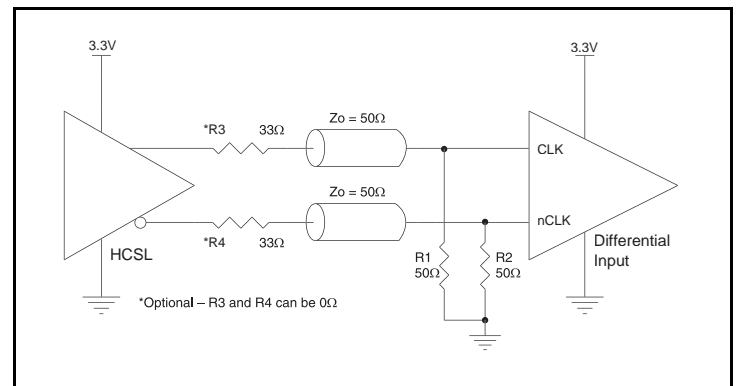 3.3V
3.3V
*R3 33Ω
Zo = 50Ω
CLK
Zo = 50Ω
nCLK
*R4 33Ω
HCSL
R1
50Ω
R2
50Ω
Differential
Input
*Optional – R3 and R4 can be 0Ω